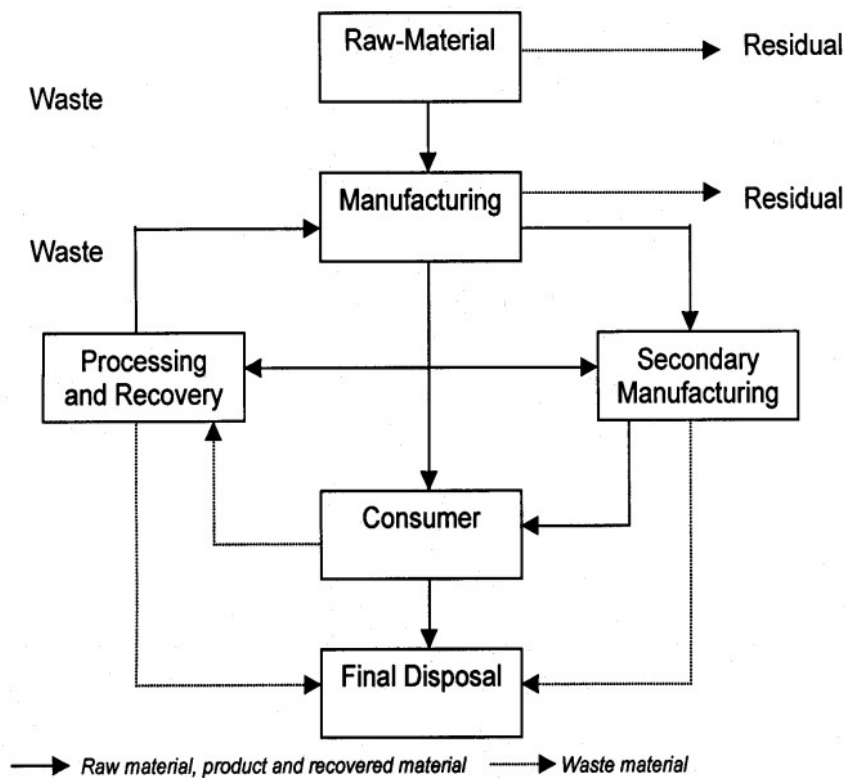 Raw-Material
Residual
Waste
Manufacturing
Residual
Waste
Processing
and Recovery
Secondary
Manufacturing
Consumer
Final Disposal
Raw material, product and recovered material
Waste material